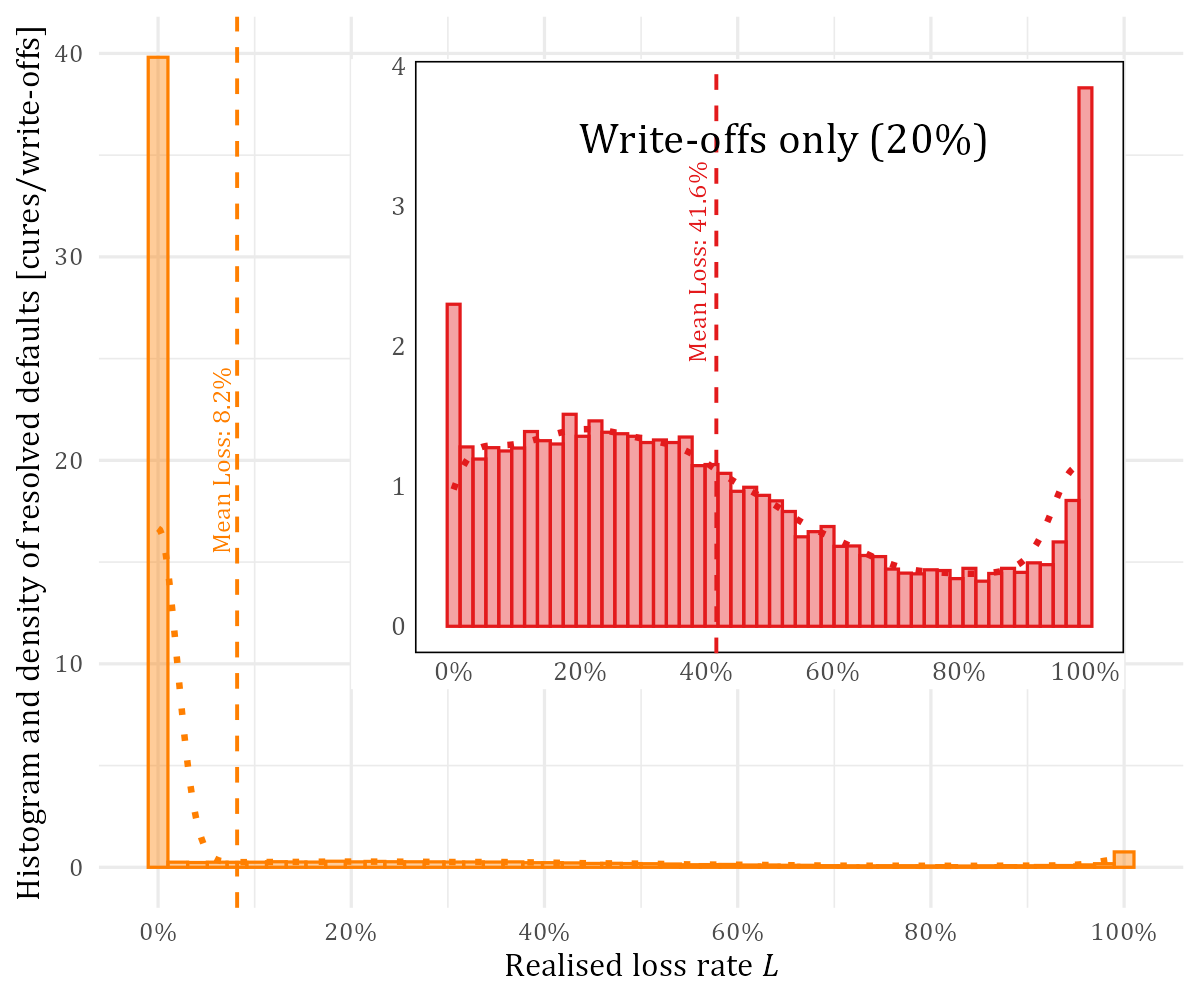 Histogram and density of resolved defaults [cures/write-offs]
40
30
20
10
0
Mean Loss: 8.2%
4
3
2
1
0
Write-offs only (20%)
Mean Loss: 41.6%
0% 20% 40% 60% 80% 100%
0% 20% 40% 60% 80% 100%
Realised loss rate L